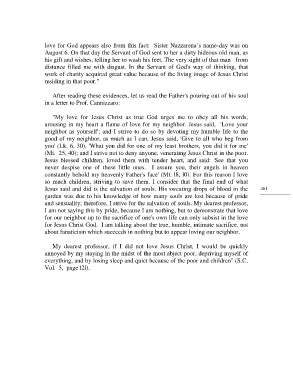 love for God appears also from this fact: Sister Nazzarena's name-day was on
August 6. On that day the Servant of God sent to her a dirty hideous old man, as
his gift and wishes, telling her to wash his feet. The very sight of that man from
distance filled me with disgust. In the Servant of God's way of thinking, that
work of charity acquired great value because of the living image of Jesus Christ
residing in that poor."
After reading these evidences, let us read the Father's pouring out of his soul
in a letter to Prof. Cannizzaro:
"My love for Jesus Christ as true God urges me to obey all his words,
arousing in my heart a flame of love for my neighbor. Jesus said, `Love your
neighbor as yourself'; and I strive to do so by devoting my humble life to the
good of my neighbor, as much as I can. Jesus said, 'Give to all who beg from
you' (Lk. 6, 30), 'What you did for one of my least brothers, you did it for me'
(Mt. 25, 40); and I strive not to deny anyone, venerating Jesus Christ in the poor.
Jesus blessed children, loved them with tender heart, and said: 'See that you
never despise one of these little ones. I assure you, their angels in heaven
constantly behold my heavenly Father's face' (Mt. 18, 10). For this reason I love
so much children, striving to save them. I consider that the final end of what
Jesus said and did is the salvation of souls. His sweating drops of blood in the
garden was due to his knowledge of how many souls are lost because of pride
and sensuality; therefore, I strive for the salvation of souls. My dearest professor,
I am not saying this by pride, because I am nothing, but to demonstrate that love
for our neighbor up to the sacrifice of one's own life can only subsist in the love
for Jesus Christ God. I am talking about the true, humble, intimate sacrifice, not
about fanaticism which succeeds in nothing but to appear loving our neighbor.
My dearest professor, if I did not love Jesus Christ, I would be quickly
annoyed by my staying in the midst of the most abject poor, depriving myself of
everything, and by losing sleep and quiet because of the poor and children" (S.C.
Vol. 5, page 121).
461